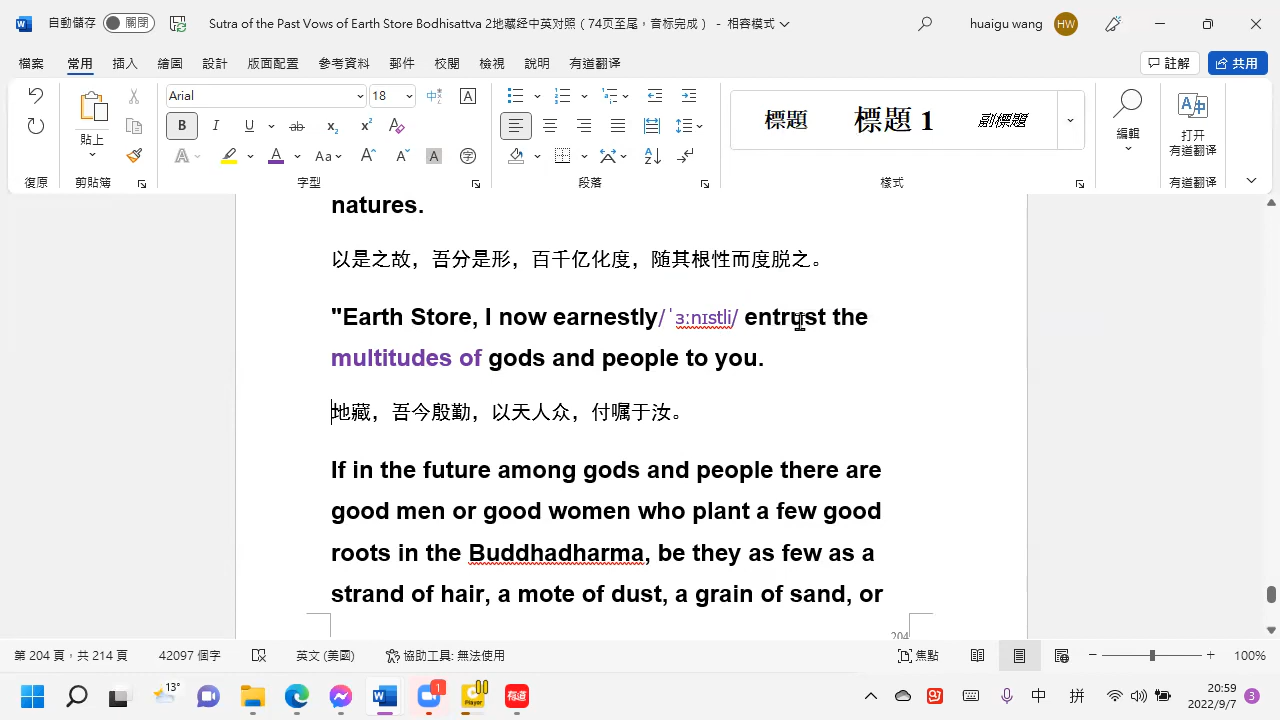 自動儲存 關閉 Sutra of the Past Vows of Earth Store Bodhisattva 2地藏经中英对照（74页至尾，音标完成） - 相容模式 huaigu wang HW
檔案 常用 插入 繪圖 設計 版面配置 參考資料 郵件 校閱 檢視 說明 有道翻译 註解 共用
Arial 18 標題 標題 1 副標題
貼上 編輯 打开 有道翻译
復原 剪貼簿 字型 段落 樣式 有道翻译
natures.
以是之故，吾分是形，百千亿化度，随其根性而度脱之。
"Earth Store, I now earnestly/ˈɜːnɪstli/ entrust the
multitudes of gods and people to you.
地藏，吾今殷勤，以天人众，付嘱于汝。
If in the future among gods and people there are
good men or good women who plant a few good
roots in the Buddhadharma, be they as few as a
strand of hair, a mote of dust, a grain of sand, or
204
第 204 頁，共 214 頁 42097 個字 英文 (美國) 協助工具: 無法使用 焦點 100%
13° 1 Player 有道 中 拼 20:59 3
2022/9/7